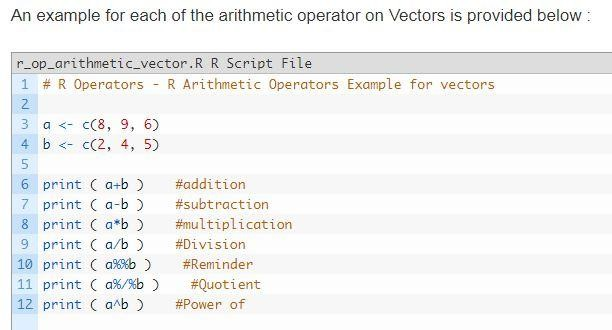 An example for each of the arithmetic operator on Vectors is provided below :
r_op_arithmetic_vector.R R Script File
1 # R Operators - R Arithmetic Operators Example for vectors
2
3 a <- c(8, 9, 6)
4 b <- c(2, 4, 5)
5
6 print ( a+b )    #addition
7 print ( a-b )    #subtraction
8 print ( a*b )    #multiplication
9 print ( a/b )    #Division
10 print ( a%%b )    #Reminder
11 print ( a%/%b )    #Quotient
12 print ( a^b )    #Power of